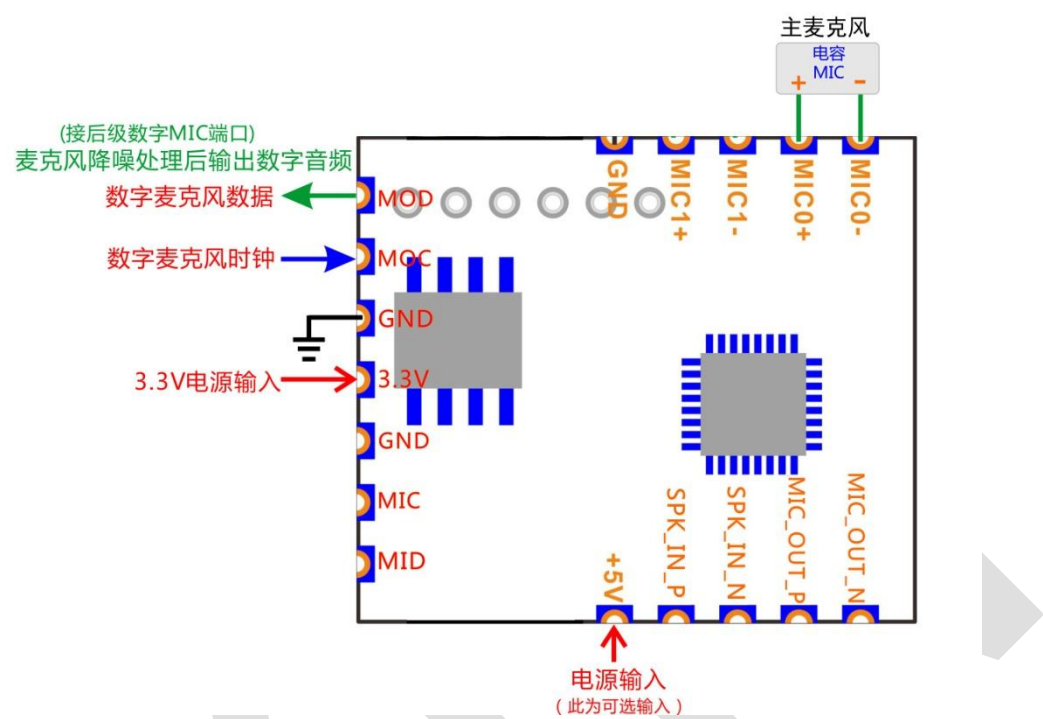 主麦克风
电容
MIC
+ -
(接后级数字MIC端口)
麦克风降噪处理后输出数字音频
数字麦克风数据
MOD
数字麦克风时钟
MOC
GND
3.3V电源输入
3.3V
GND
MIC
MID
GND
MIC1+
MIC1-
MIC0+
MIC0-
+5V
SPK_IN_P
SPK_IN_N
MIC_OUT_P
MIC_OUT_N
电源输入
(此为可选输入)